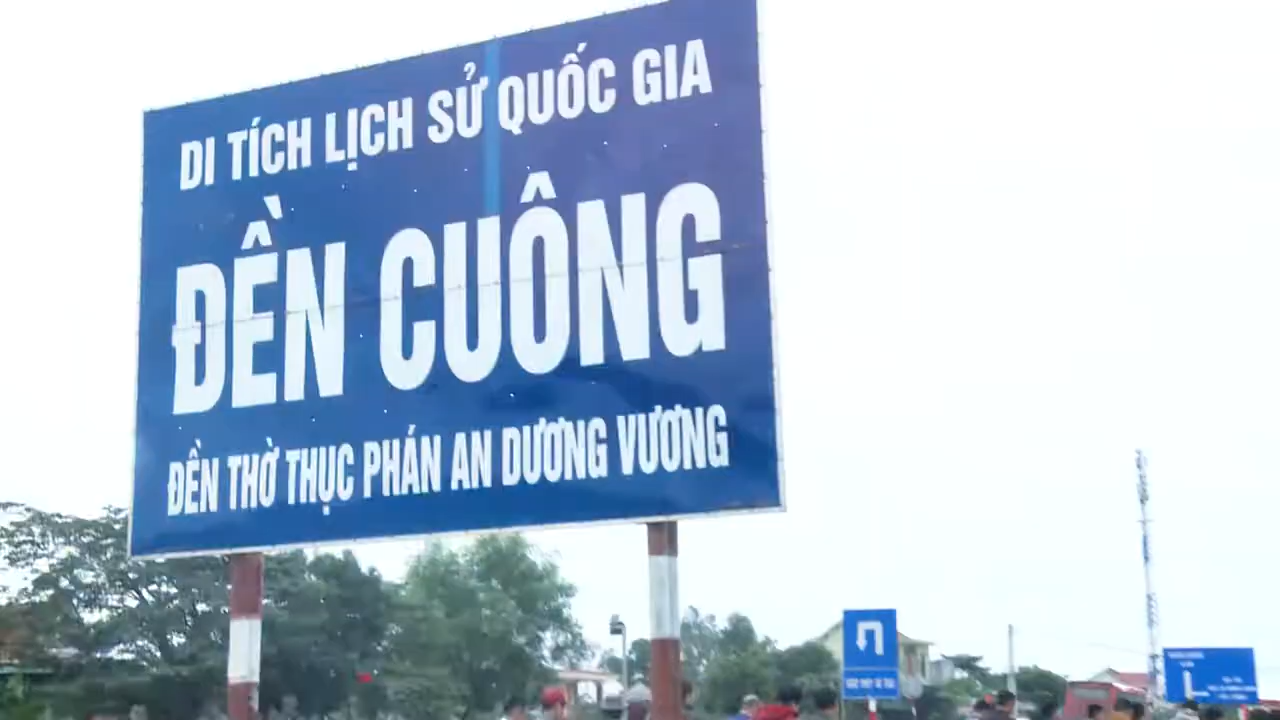 DI TÍCH LỊCH SỬ QUỐC GIA
ĐỀN CUÔNG
ĐỀN THỜ THỤC PHÁN AN DƯƠNG VƯƠNG